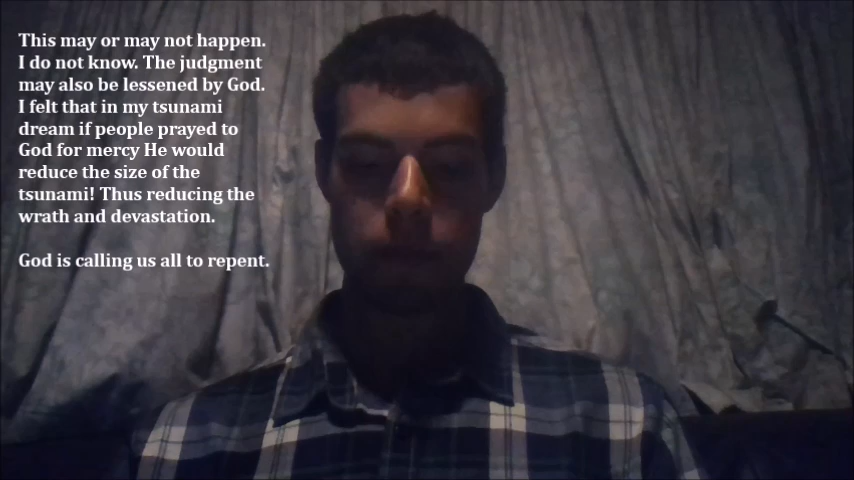 This may or may not happen.
I do not know. The judgment
may also be lessened by God.
I felt that in my tsunami
dream if people prayed to
God for mercy He would
reduce the size of the
tsunami! Thus reducing the
wrath and devastation.
God is calling us all to repent.